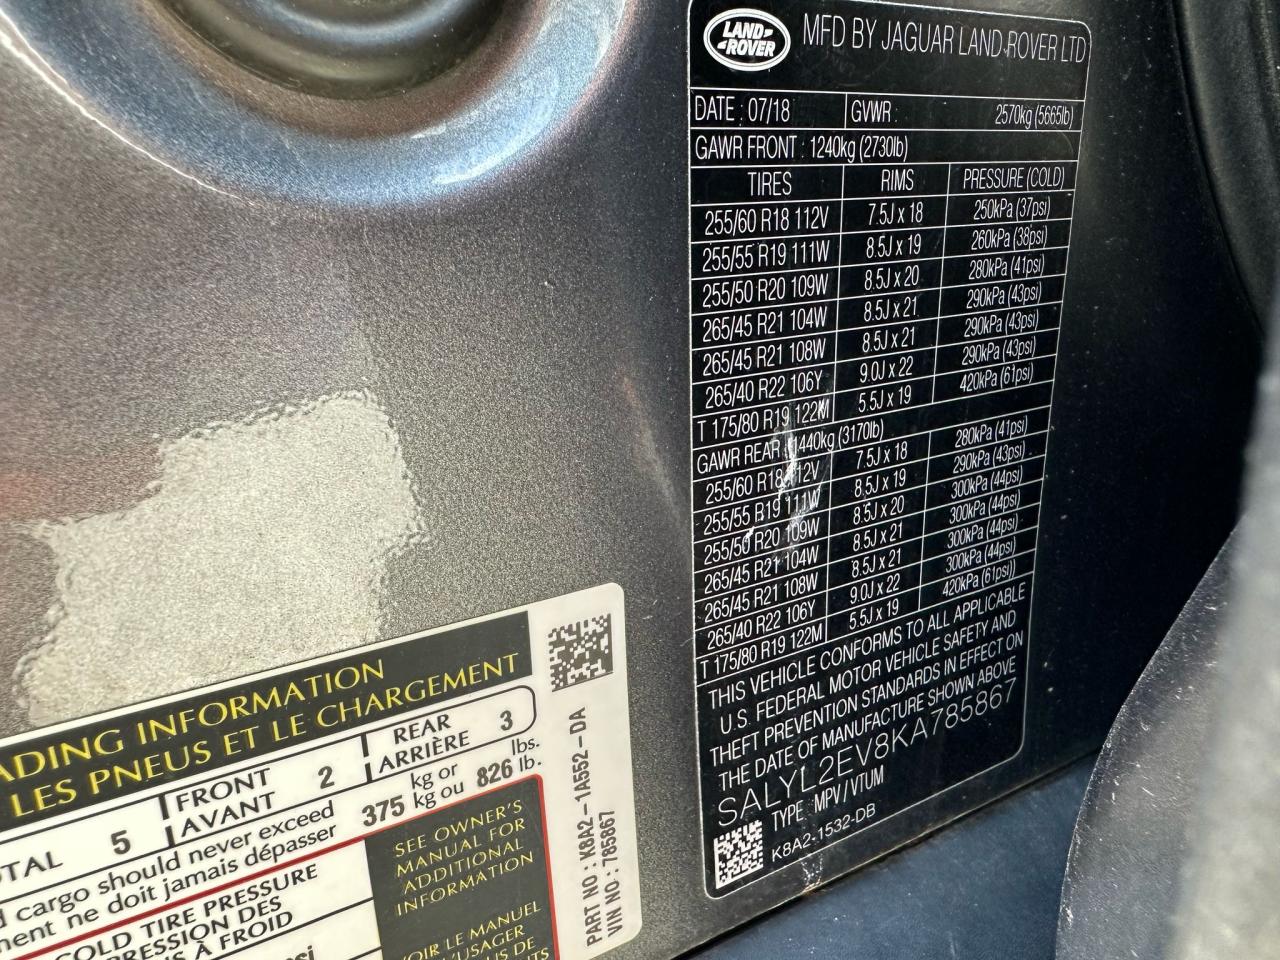 LAND ROVER
MFD BY JAGUAR LAND ROVER LTD
DATE : 07/18 GVWR : 2570kg (5665lb)
GAWR FRONT : 1240kg (2730lb)
TIRES RIMS PRESSURE (COLD)
255/60 R18 112V 7.5J x 18 250kPa (37psi)
255/55 R19 111W 8.5J x 19 260kPa (38psi)
255/50 R20 109W 8.5J x 20 280kPa (41psi)
265/45 R21 104W 8.5J x 21 290kPa (43psi)
265/45 R21 108W 8.5J x 21 290kPa (43psi)
265/40 R22 106Y 9.0J x 22 290kPa (43psi)
T 175/80 R19 122M 5.5J x 19 420kPa (61psi)
GAWR REAR : 1440kg (3170lb)
255/60 R18 112V 7.5J x 18 280kPa (41psi)
255/55 R19 111W 8.5J x 19 290kPa (43psi)
255/50 R20 109W 8.5J x 20 300kPa (44psi)
265/45 R21 104W 8.5J x 21 300kPa (44psi)
265/45 R21 108W 8.5J x 21 300kPa (44psi)
265/40 R22 106Y 9.0J x 22 300kPa (44psi)
T 175/80 R19 122M 5.5J x 19 420kPa (61psi))
THIS VEHICLE CONFORMS TO ALL APPLICABLE
U.S. FEDERAL MOTOR VEHICLE SAFETY AND
THEFT PREVENTION STANDARDS IN EFFECT ON
THE DATE OF MANUFACTURE SHOWN ABOVE
SALYL2EV8KA785867
TYPE : MPV/VTUM
K8A2-1532-DB
ADING INFORMATION
LES PNEUS ET LE CHARGEMENT
OTAL 5 FRONT AVANT 2 REAR ARRIÈRE 3
d cargo should never exceed 375 kg or 826 lbs.
ment ne doit jamais dépasser kg ou lb.
COLD TIRE PRESSURE
PRESSION DES
S À FROID
SEE OWNER'S
MANUAL FOR
ADDITIONAL
INFORMATION
VOIR LE MANUEL
L'USAGER
US DE
PART NO : K8A2-1A552-DA
VIN NO : 785867